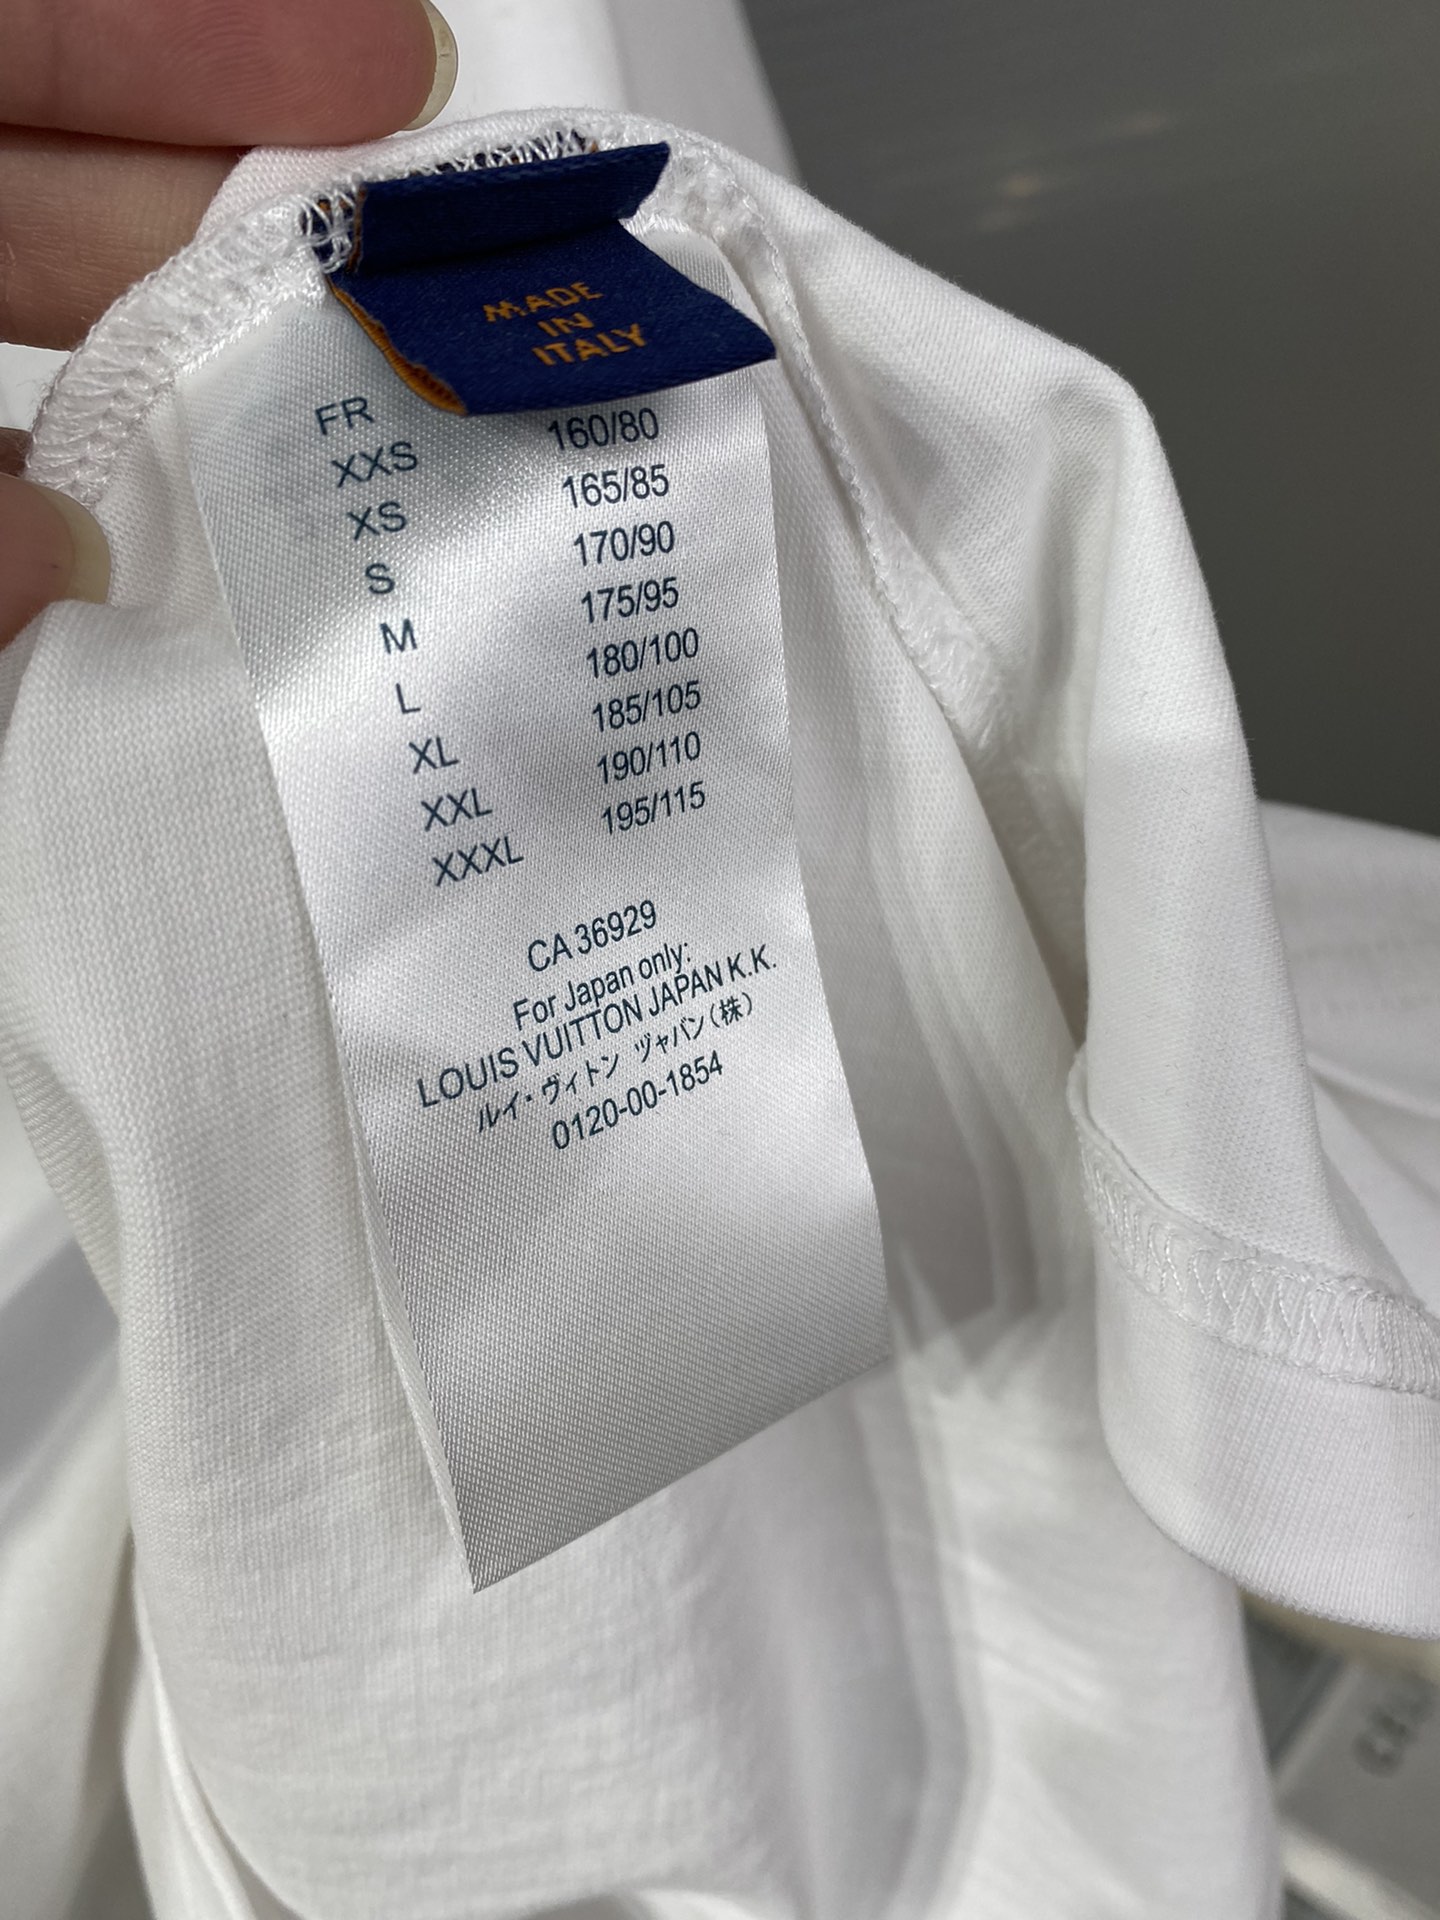 MADE
IN
ITALY
FR
XXS 160/80
XS 165/85
S 170/90
M 175/95
L 180/100
XL 185/105
XXL 190/110
XXXL 195/115
CA 36929
For Japan only:
LOUIS VUITTON JAPAN K.K.
ルイ・ヴィトン ヅャバン(株)
0120-00-1854